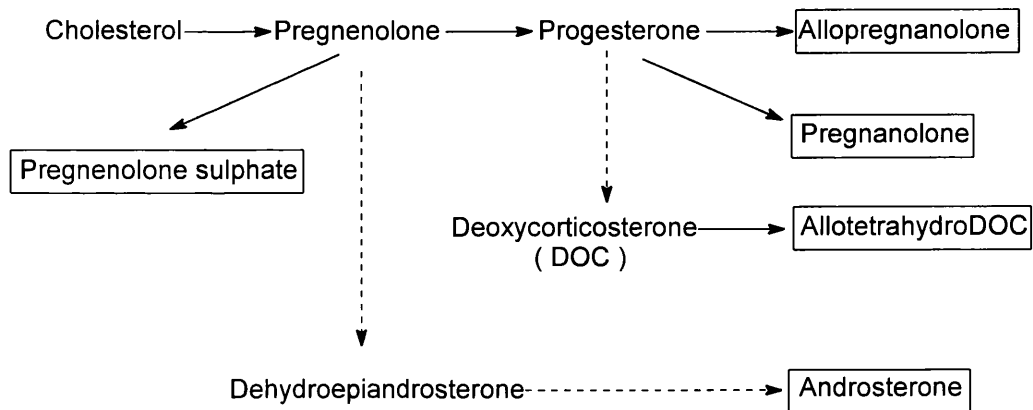 Cholesterol Pregnenolone Progesterone Allopregnanolone
Pregnanolone
Pregnenolone sulphate
Deoxycorticosterone AllotetrahydroDOC
( DOC )
Dehydroepiandrosterone Androsterone